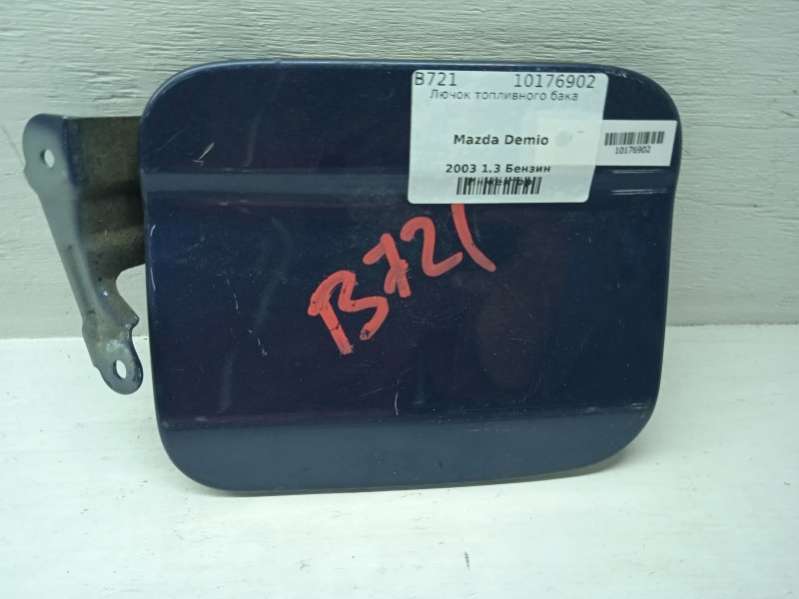 B721 10176902
Лючок топливного бака
Mazda Demio
2003 1.3 Бензин
10176902
B721